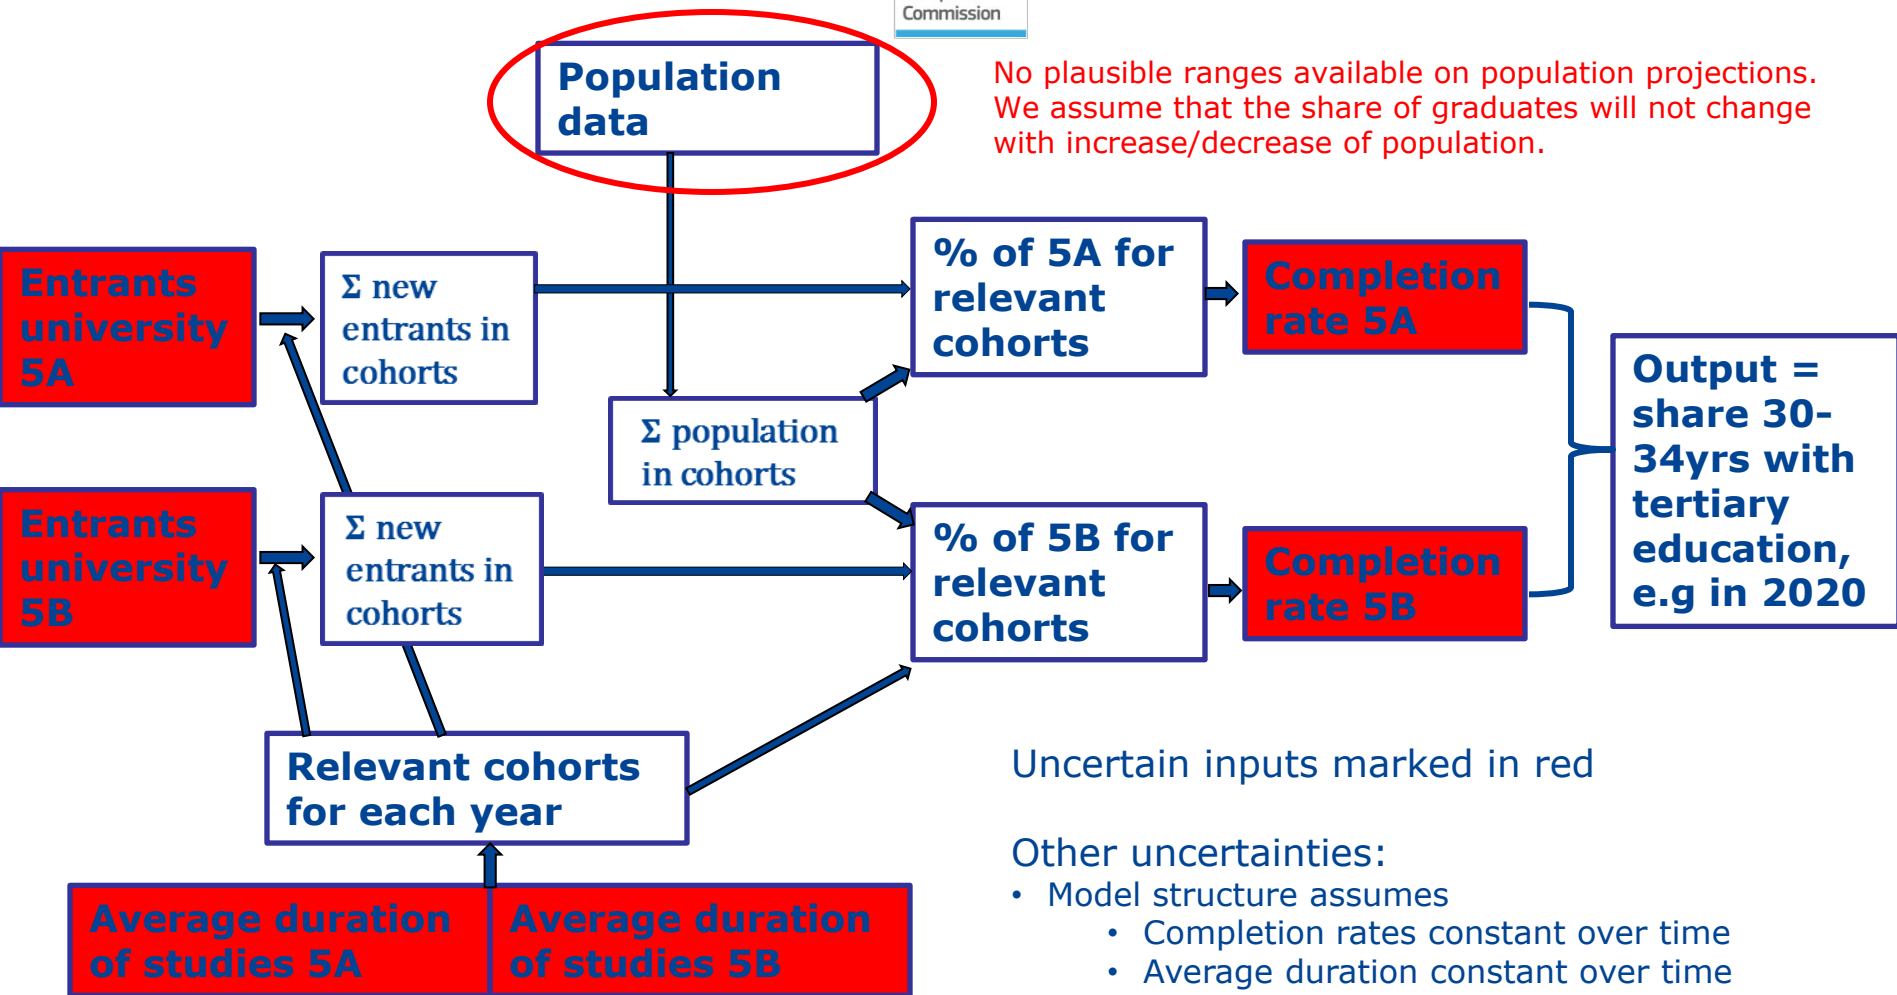 Commission
Population
data
No plausible ranges available on population projections.
We assume that the share of graduates will not change
with increase/decrease of population.
Entrants
university
5A
Σ new
entrants in
cohorts
% of 5A for
relevant
cohorts
Completion
rate 5A
Σ population
in cohorts
Output =
share 30-
34yrs with
tertiary
education,
e.g in 2020
Entrants
university
5B
Σ new
entrants in
cohorts
% of 5B for
relevant
cohorts
Completion
rate 5B
Relevant cohorts
for each year
Average duration
of studies 5A
Average duration
of studies 5B
Uncertain inputs marked in red
Other uncertainties:
• Model structure assumes
• Completion rates constant over time
• Average duration constant over time